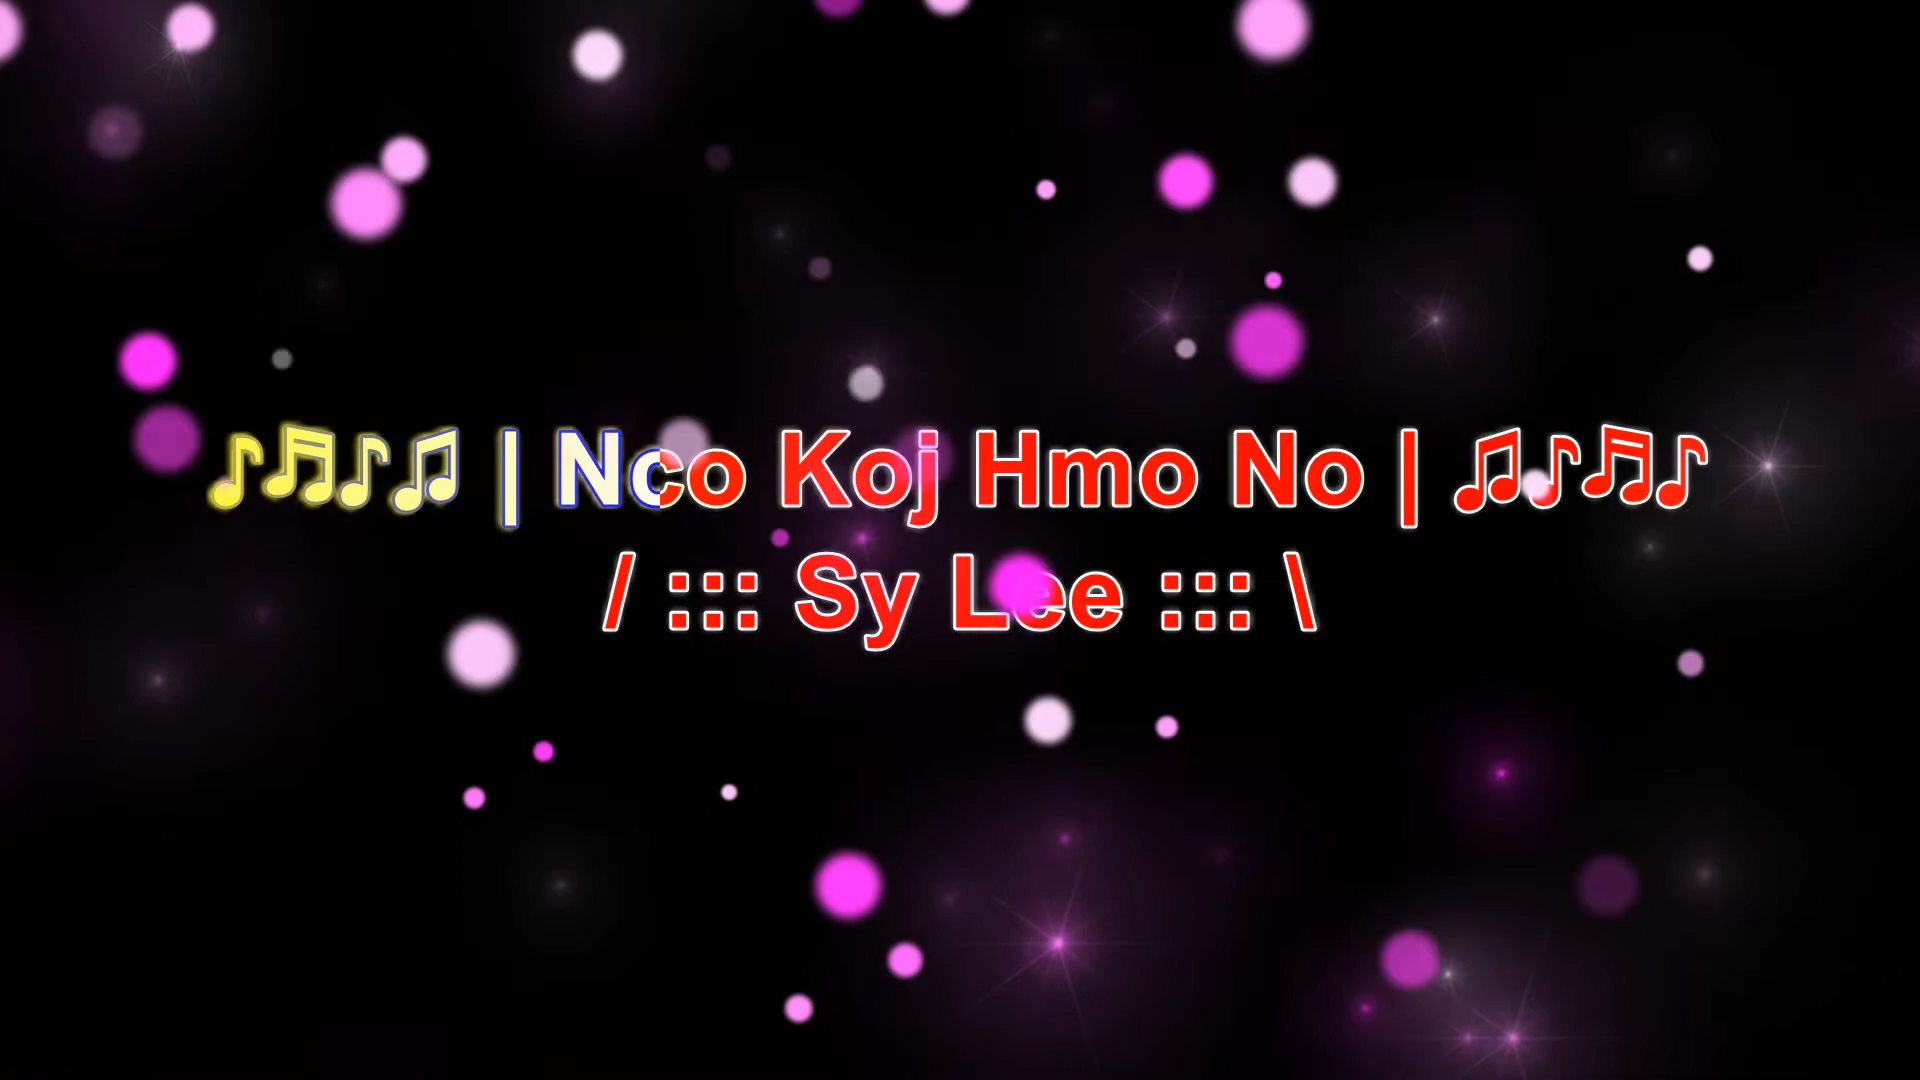 ♪♬♪♫ | Nco Koj Hmo No | ♫♪♬♪
/ ::: Sy Lee ::: \